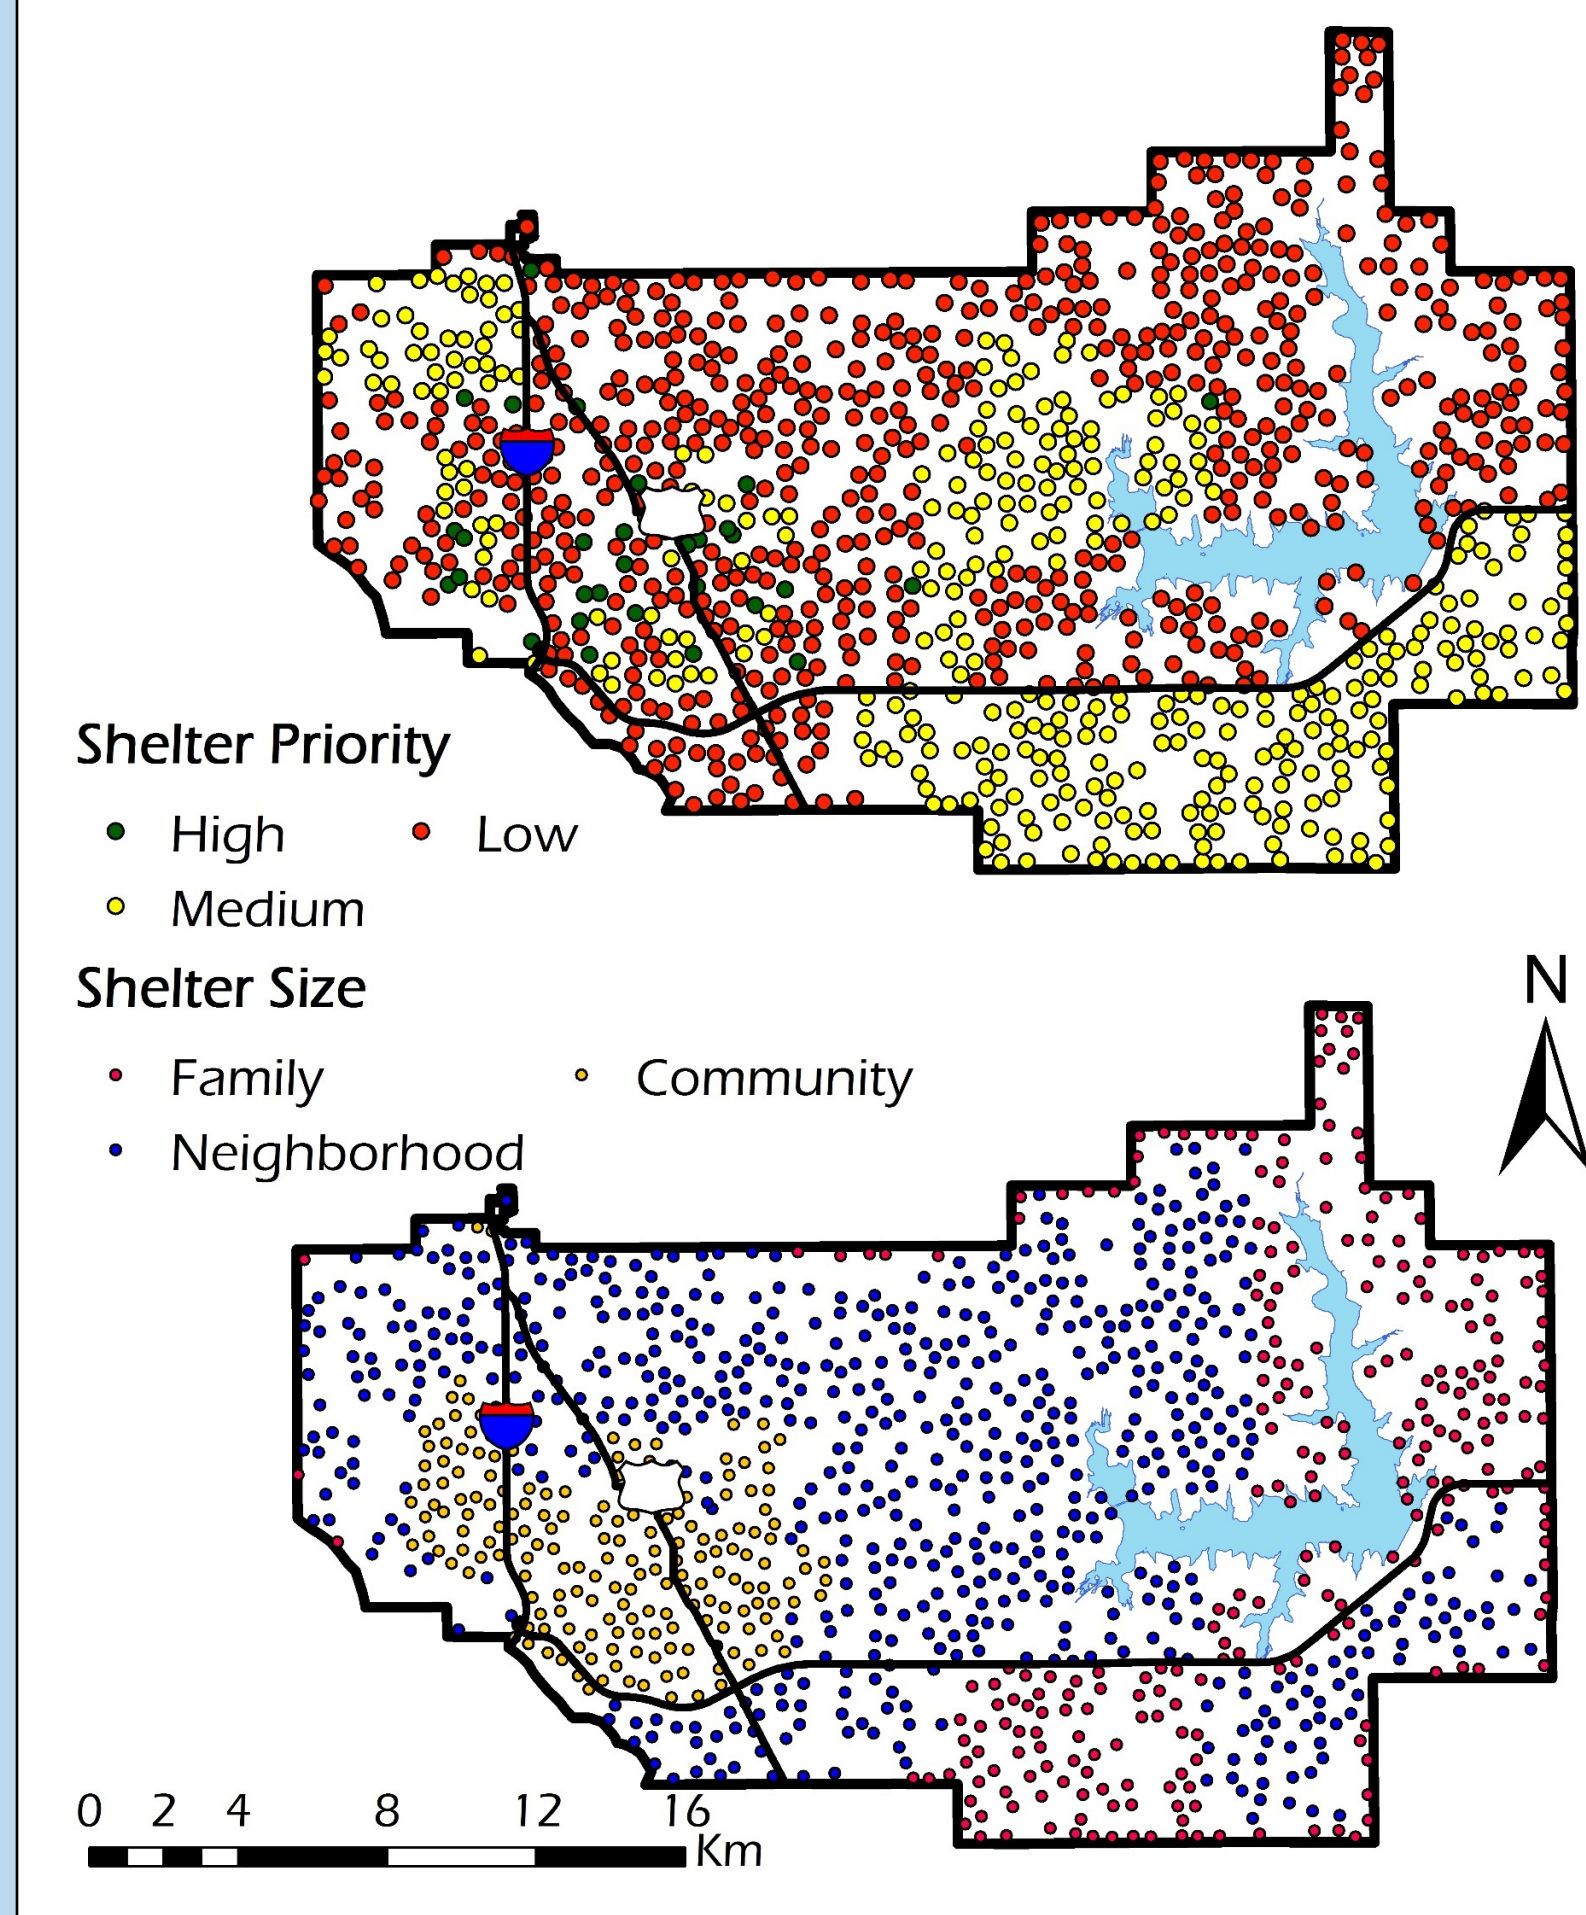 Shelter Priority
High Low
Medium
Shelter Size
Family Community
Neighborhood
N
0 2 4 8 12 16
Km